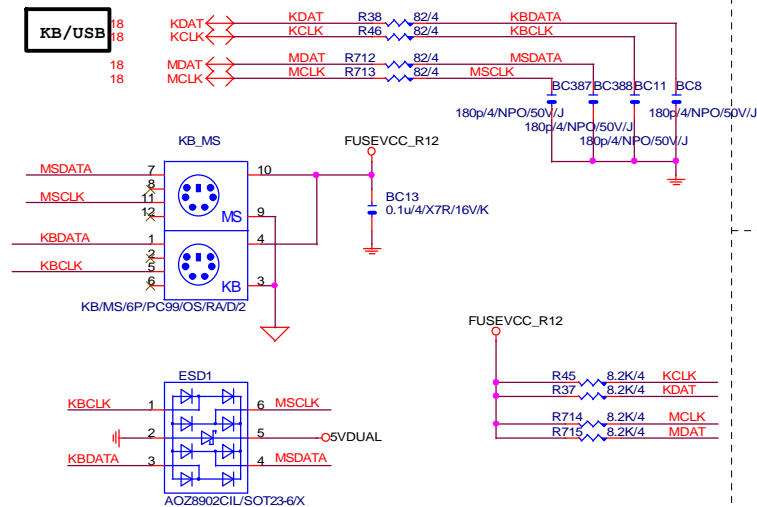 KB/USB
18 KDAT KDAT R38 82/4 KBDATA
18 KCLK KCLK R46 82/4 KBCLK
18 MDAT MDAT R712 82/4 MSDATA
18 MCLK MCLK R713 82/4 MSCLK
BC387 BC388 BC11 BC8
180p/4/NPO/50V/J 180p/4/NPO/50V/J
180p/4/NPO/50V/J
180p/4/NPO/50V/J
KB_MS FUSEVCC_R12
MSDATA 7 10
8
MSCLK 11
12 MS 9
BC13
0.1u/4/X7R/16V/K
KBDATA 1 4
2
KBCLK 5
6 KB 3
KB/MS/6P/PC99/OS/RA/D/2
FUSEVCC_R12
R45 8.2K/4 KCLK
R37 8.2K/4 KDAT
R714 8.2K/4 MCLK
R715 8.2K/4 MDAT
ESD1
KBCLK 1 6 MSCLK
2 5 5VDUAL
KBDATA 3 4 MSDATA
AOZ8902CIL/SOT23-6/X